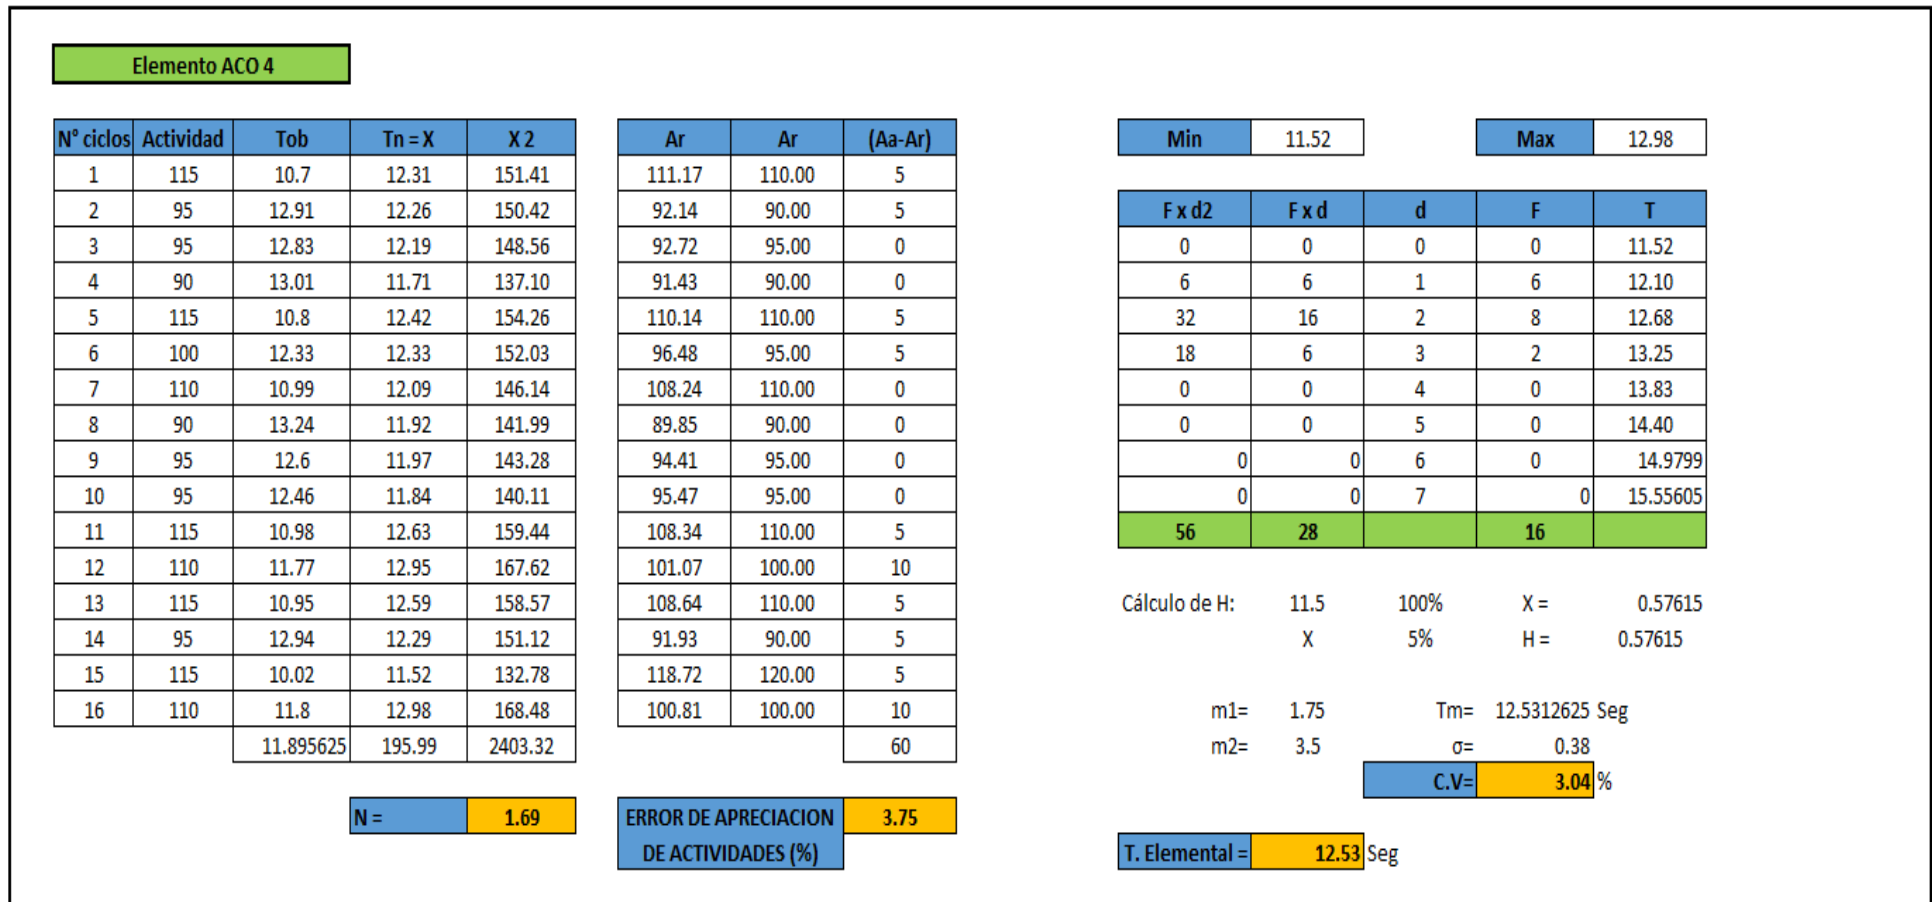 Elemento ACO 4
N° ciclos Actividad Tob Tn = X X 2 Ar Ar (Aa-Ar) Min 11.52 Max 12.98
1 115 10.7 12.31 151.41 111.17 110.00 5
2 95 12.91 12.26 150.42 92.14 90.00 5 F x d2 F x d d F T
3 95 12.83 12.19 148.56 92.72 95.00 0 0 0 0 0 11.52
4 90 13.01 11.71 137.10 91.43 90.00 0 6 6 1 6 12.10
5 115 10.8 12.42 154.26 110.14 110.00 5 32 16 2 8 12.68
6 100 12.33 12.33 152.03 96.48 95.00 5 18 6 3 2 13.25
7 110 10.99 12.09 146.14 108.24 110.00 0 0 0 4 0 13.83
8 90 13.24 11.92 141.99 89.85 90.00 0 0 0 5 0 14.40
9 95 12.6 11.97 143.28 94.41 95.00 0 0 0 6 0 14.9799
10 95 12.46 11.84 140.11 95.47 95.00 0 0 0 7 0 15.55605
11 115 10.98 12.63 159.44 108.34 110.00 5 56 28 16
12 110 11.77 12.95 167.62 101.07 100.00 10
13 115 10.95 12.59 158.57 108.64 110.00 5 Cálculo de H: 11.5 100% X = 0.57615
14 95 12.94 12.29 151.12 91.93 90.00 5 X 5% H = 0.57615
15 115 10.02 11.52 132.78 118.72 120.00 5
16 110 11.8 12.98 168.48 100.81 100.00 10 m1= 1.75 Tm= 12.5312625 Seg
11.895625 195.99 2403.32 60 m2= 3.5 σ= 0.38
C.V= 3.04 %
N = 1.69 ERROR DE APRECIACION 3.75
DE ACTIVIDADES (%) T. Elemental = 12.53 Seg